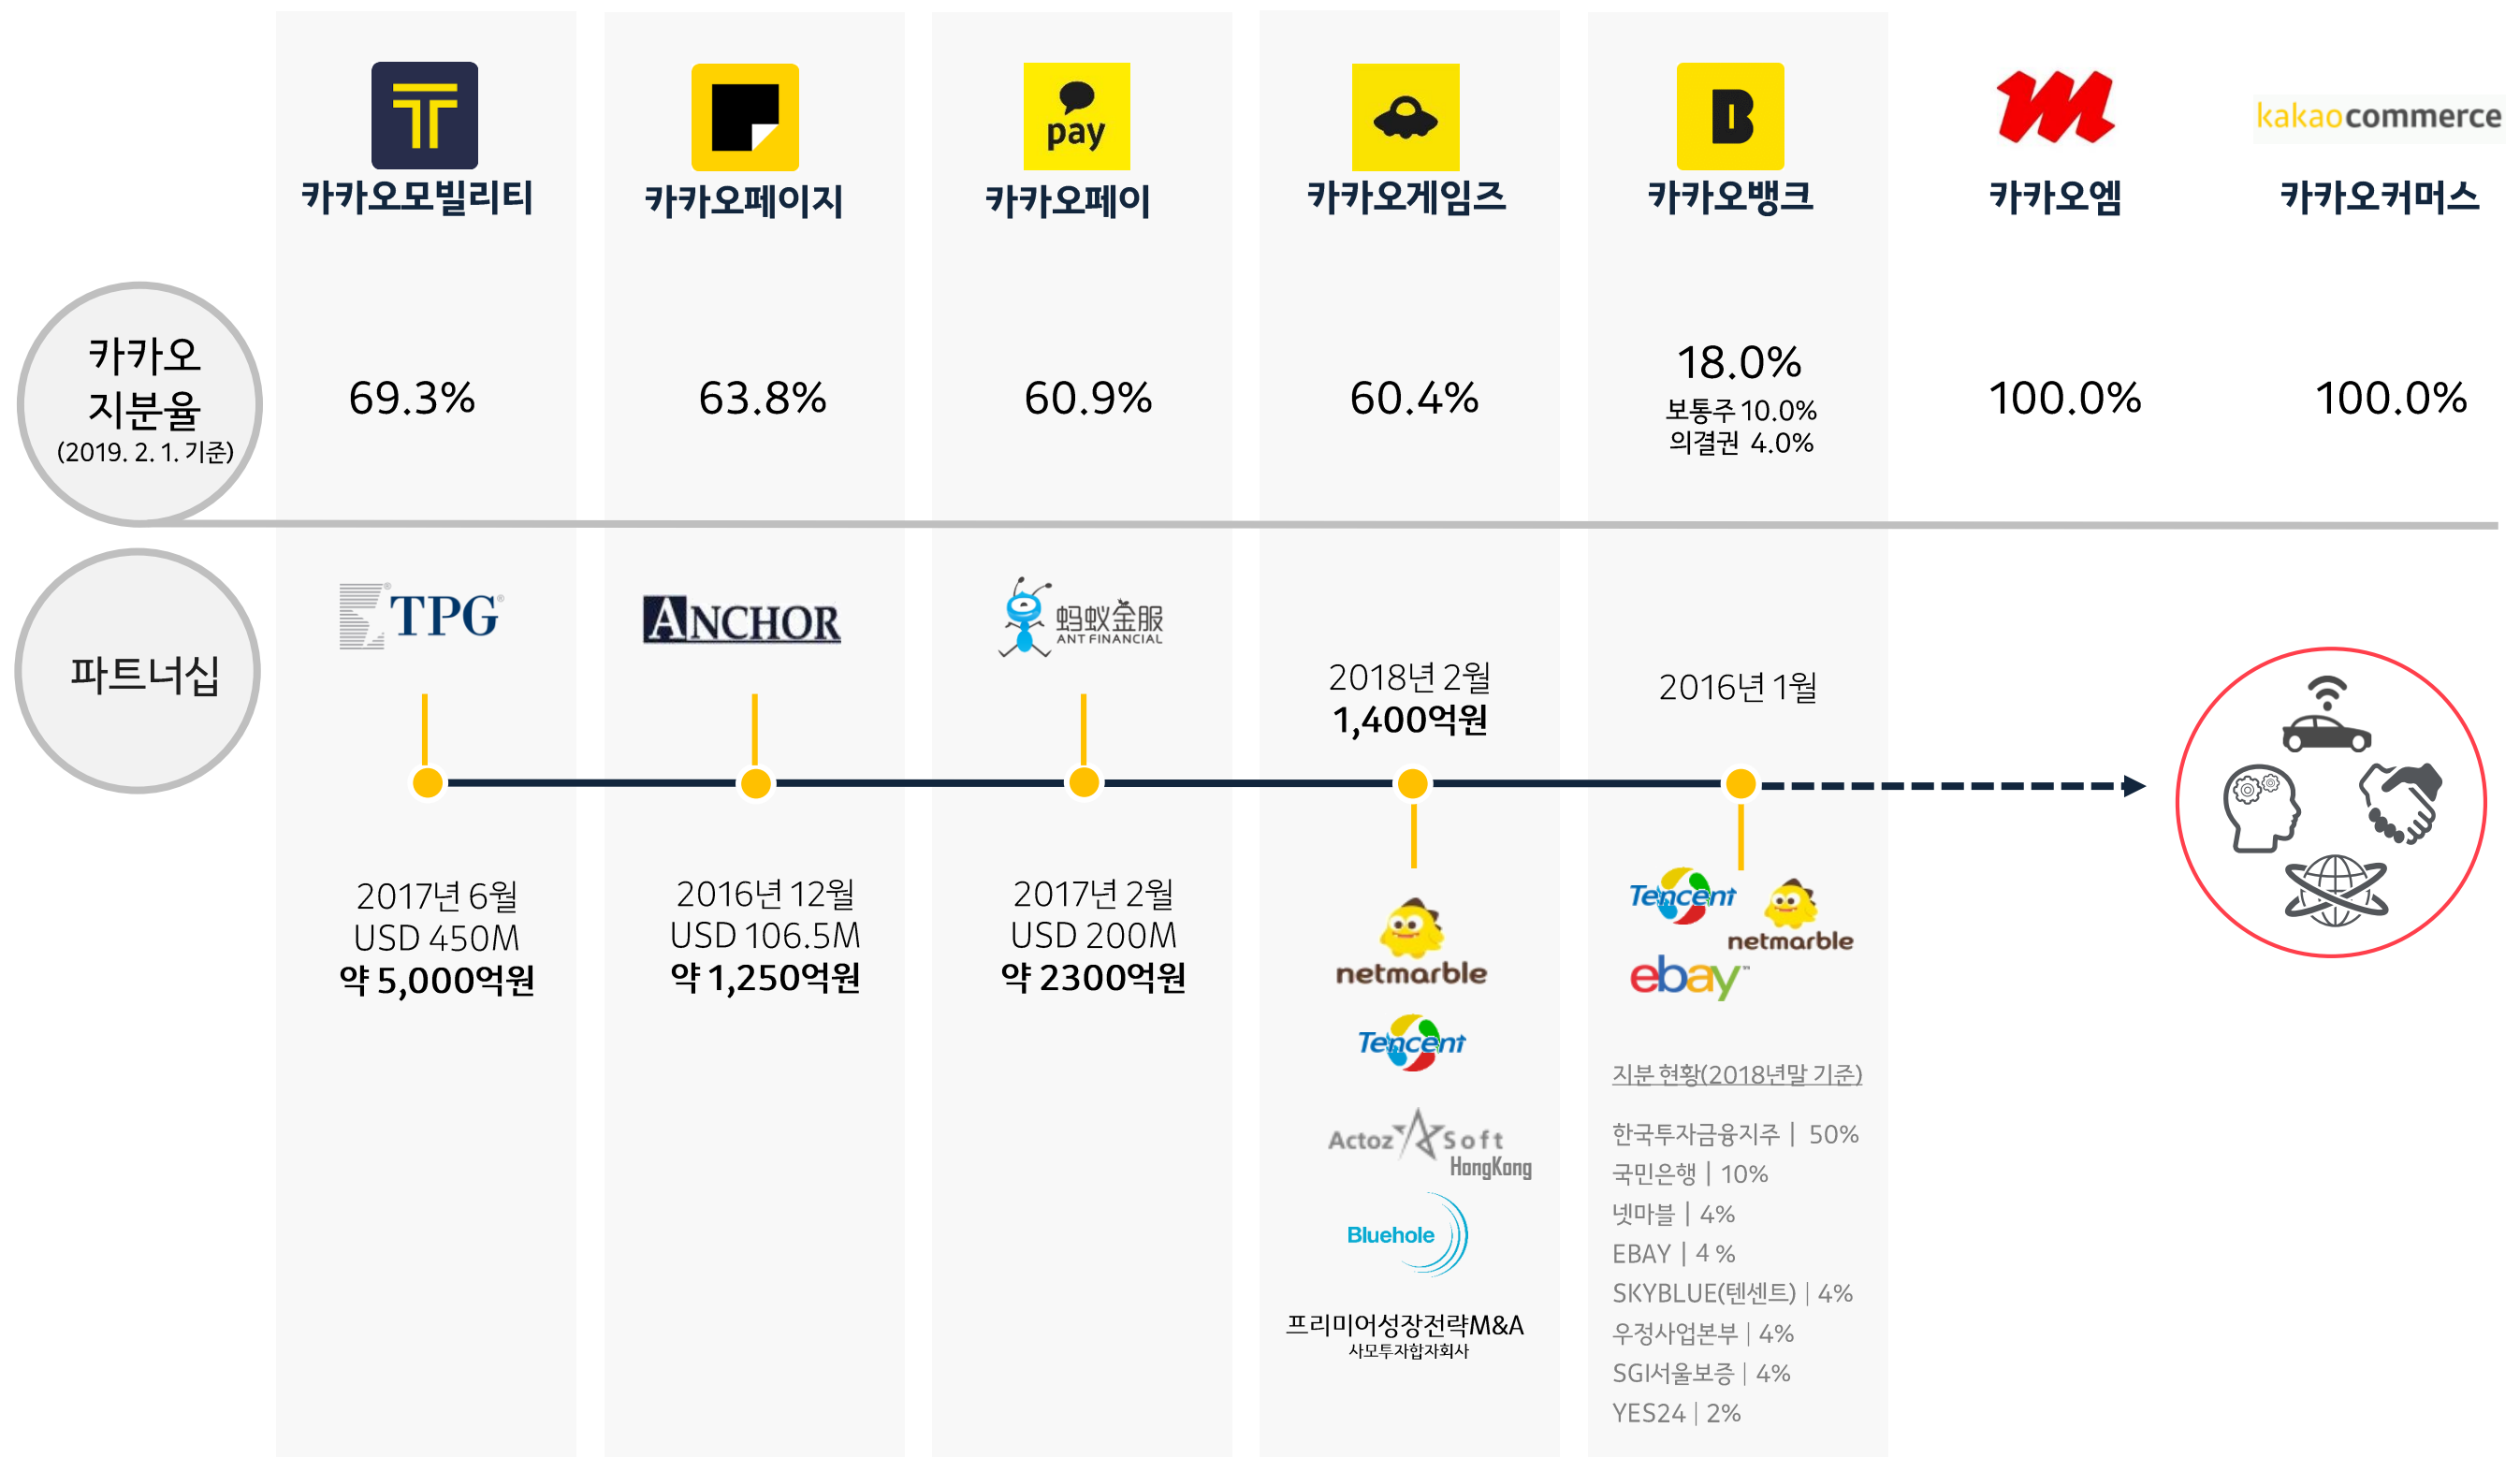 pay
B
kakaocommerce
카카오모빌리티
카카오페이지
카카오페이
카카오게임즈
카카오뱅크
카카오엠
카카오커머스
카카오
지분율
(2019. 2. 1. 기준)
69.3%
63.8%
60.9%
60.4%
18.0%
보통주 10.0%
의결권 4.0%
100.0%
100.0%
파트너십
TPG
ANCHOR
蚂蚁金服
ANT FINANCIAL
2018년 2월
1,400억원
2016년 1월
2017년 6월
USD 450M
약 5,000억원
2016년 12월
USD 106.5M
약 1,250억원
2017년 2월
USD 200M
약 2300억원
netmarble
Tencent
Actoz Soft
HongKong
Bluehole
프리미어성장전략M&A
사모투자합자회사
Tencent
netmarble
ebay™
지분 현황(2018년말 기준)
한국투자금융지주 | 50%
국민은행 | 10%
넷마블 | 4%
EBAY | 4 %
SKYBLUE(텐센트) | 4%
우정사업본부 | 4%
SGI서울보증 | 4%
YES24 | 2%